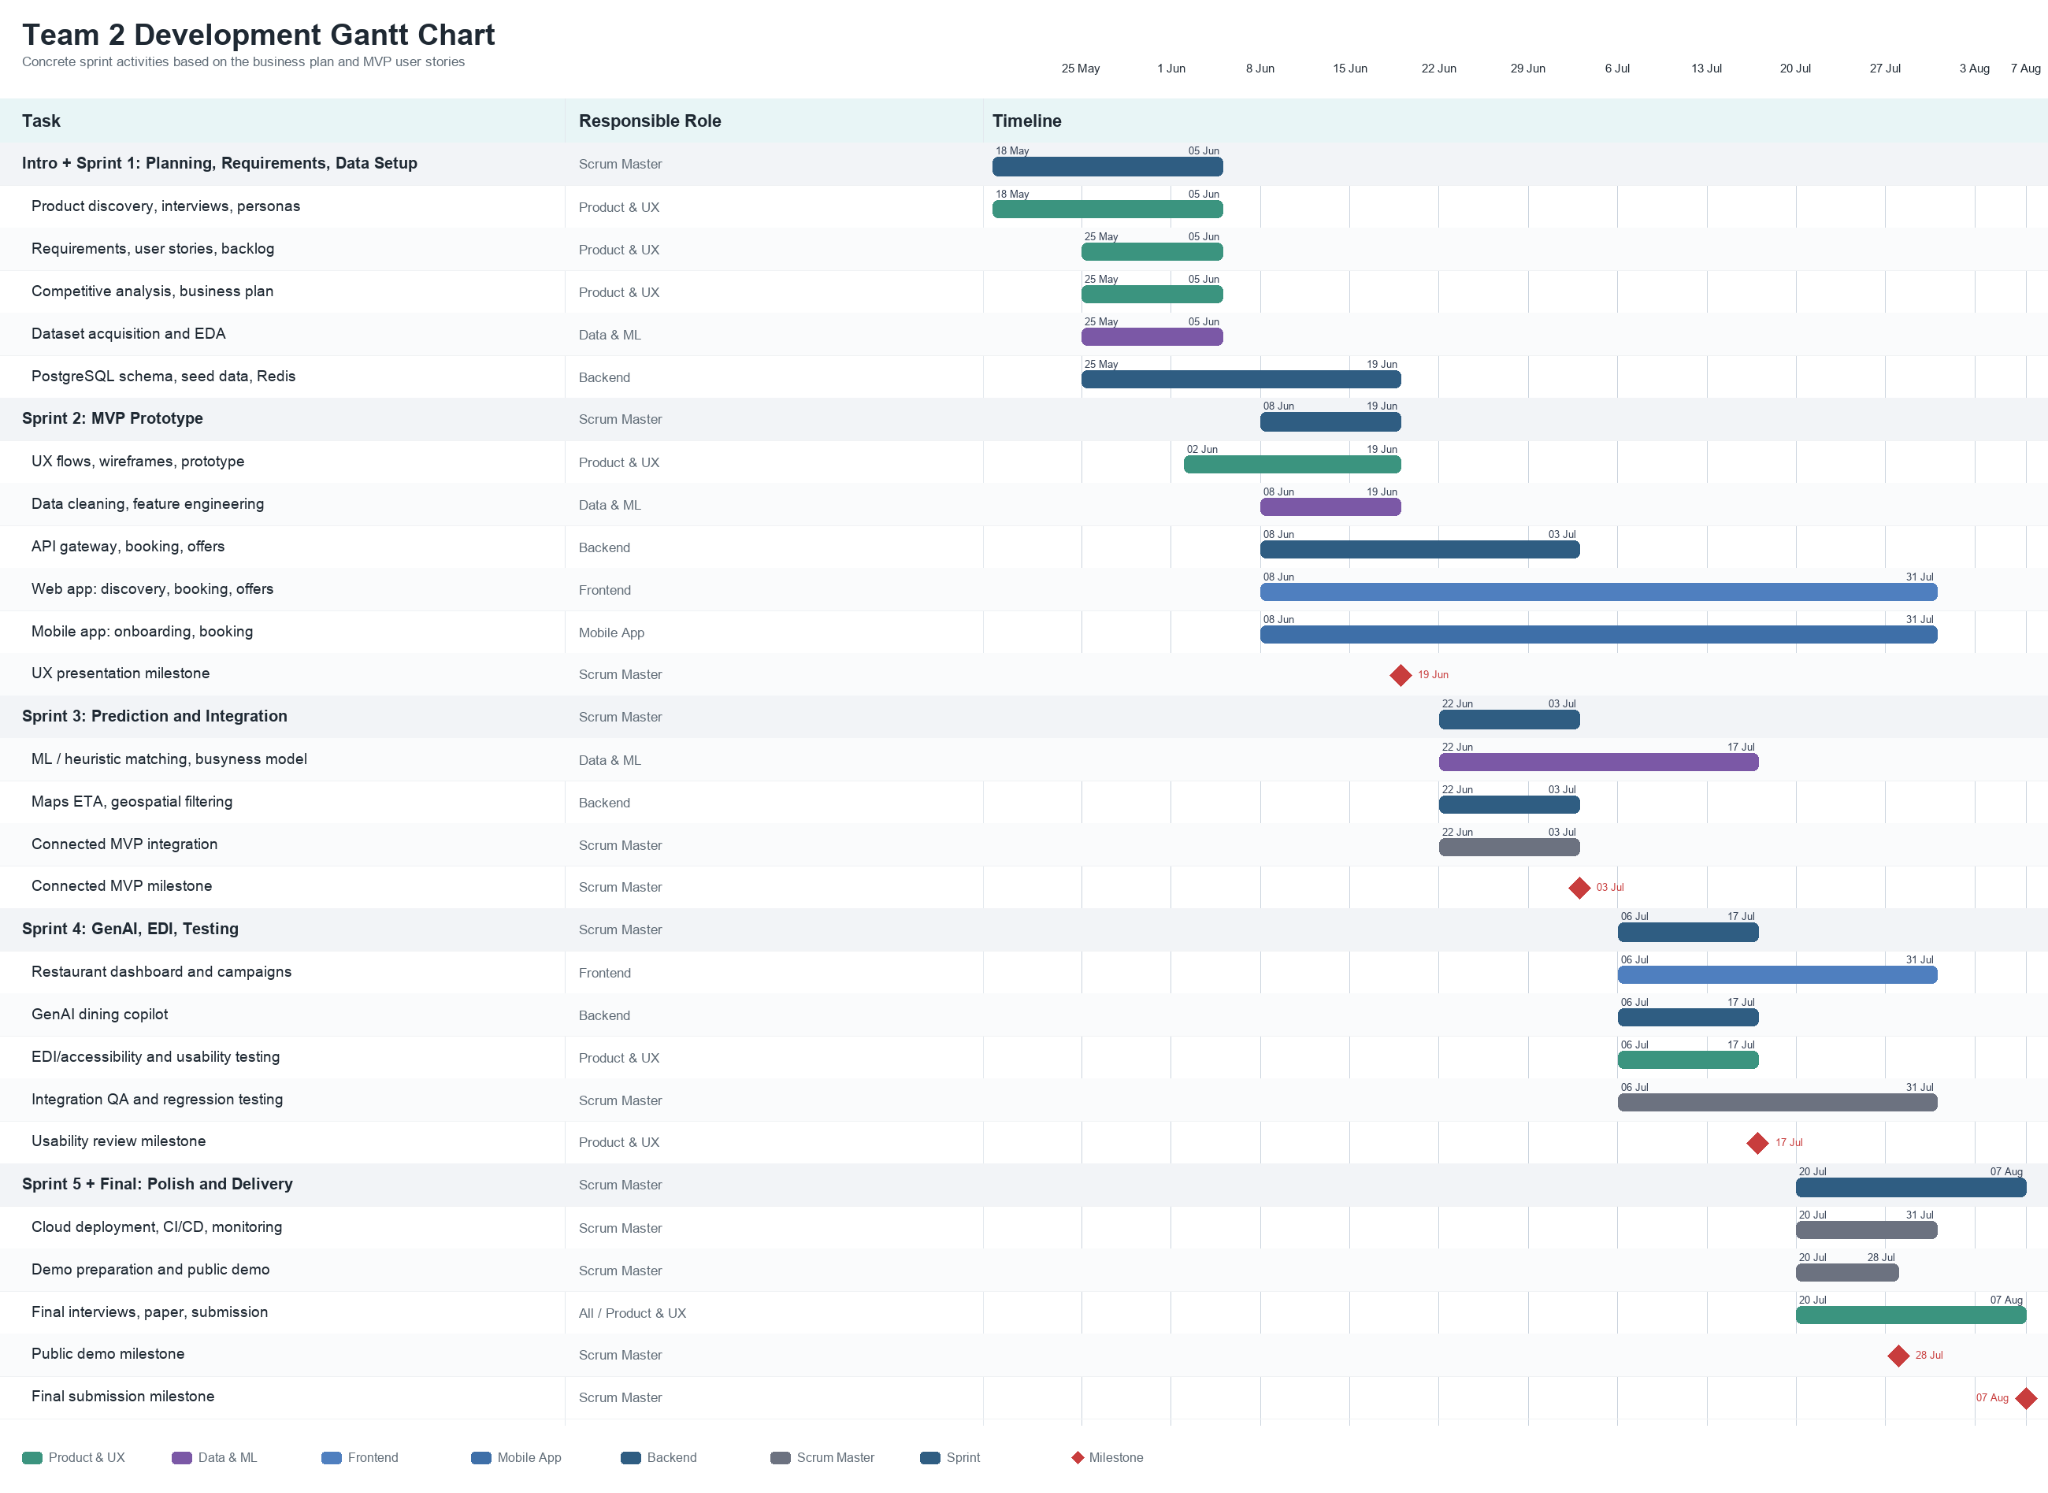 Team 2 Development Gantt Chart
Concrete sprint activities based on the business plan and MVP user stories
25 May 1 Jun 8 Jun 15 Jun 22 Jun 29 Jun 6 Jul 13 Jul 20 Jul 27 Jul 3 Aug 7 Aug
Task Responsible Role Timeline
Intro + Sprint 1: Planning, Requirements, Data Setup Scrum Master 18 May 05 Jun
Product discovery, interviews, personas Product & UX 18 May 05 Jun
Requirements, user stories, backlog Product & UX 25 May 05 Jun
Competitive analysis, business plan Product & UX 25 May 05 Jun
Dataset acquisition and EDA Data & ML 25 May 05 Jun
PostgreSQL schema, seed data, Redis Backend 25 May 19 Jun
Sprint 2: MVP Prototype Scrum Master 08 Jun 19 Jun
UX flows, wireframes, prototype Product & UX 02 Jun 19 Jun
Data cleaning, feature engineering Data & ML 08 Jun 19 Jun
API gateway, booking, offers Backend 08 Jun 03 Jul
Web app: discovery, booking, offers Frontend 08 Jun 31 Jul
Mobile app: onboarding, booking Mobile App 08 Jun 31 Jul
UX presentation milestone Scrum Master 19 Jun
Sprint 3: Prediction and Integration Scrum Master 22 Jun 03 Jul
ML / heuristic matching, busyness model Data & ML 22 Jun 17 Jul
Maps ETA, geospatial filtering Backend 22 Jun 03 Jul
Connected MVP integration Scrum Master 22 Jun 03 Jul
Connected MVP milestone Scrum Master 03 Jul
Sprint 4: GenAI, EDI, Testing Scrum Master 06 Jul 17 Jul
Restaurant dashboard and campaigns Frontend 06 Jul 31 Jul
GenAI dining copilot Backend 06 Jul 17 Jul
EDI/accessibility and usability testing Product & UX 06 Jul 17 Jul
Integration QA and regression testing Scrum Master 06 Jul 31 Jul
Usability review milestone Product & UX 17 Jul
Sprint 5 + Final: Polish and Delivery Scrum Master 20 Jul 07 Aug
Cloud deployment, CI/CD, monitoring Scrum Master 20 Jul 31 Jul
Demo preparation and public demo Scrum Master 20 Jul 28 Jul
Final interviews, paper, submission All / Product & UX 20 Jul 07 Aug
Public demo milestone Scrum Master 28 Jul
Final submission milestone Scrum Master 07 Aug
Product & UX Data & ML Frontend Mobile App Backend Scrum Master Sprint Milestone